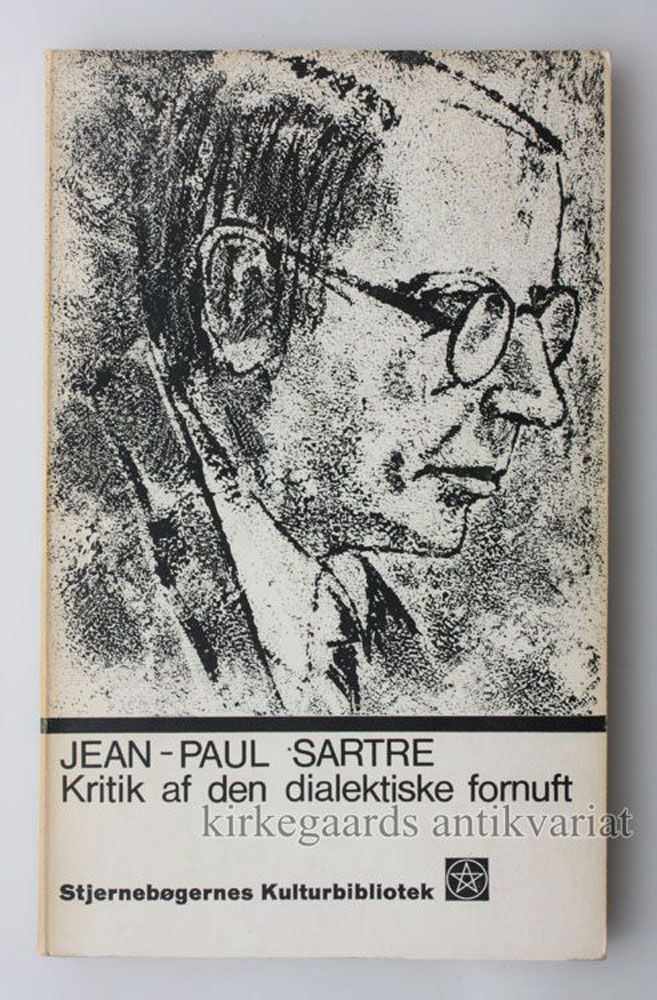 JEAN-PAUL SARTRE
Kritik af den dialektiske fornuft
kirkegaards antikvariat
Stjernebøgernes Kulturbibliotek